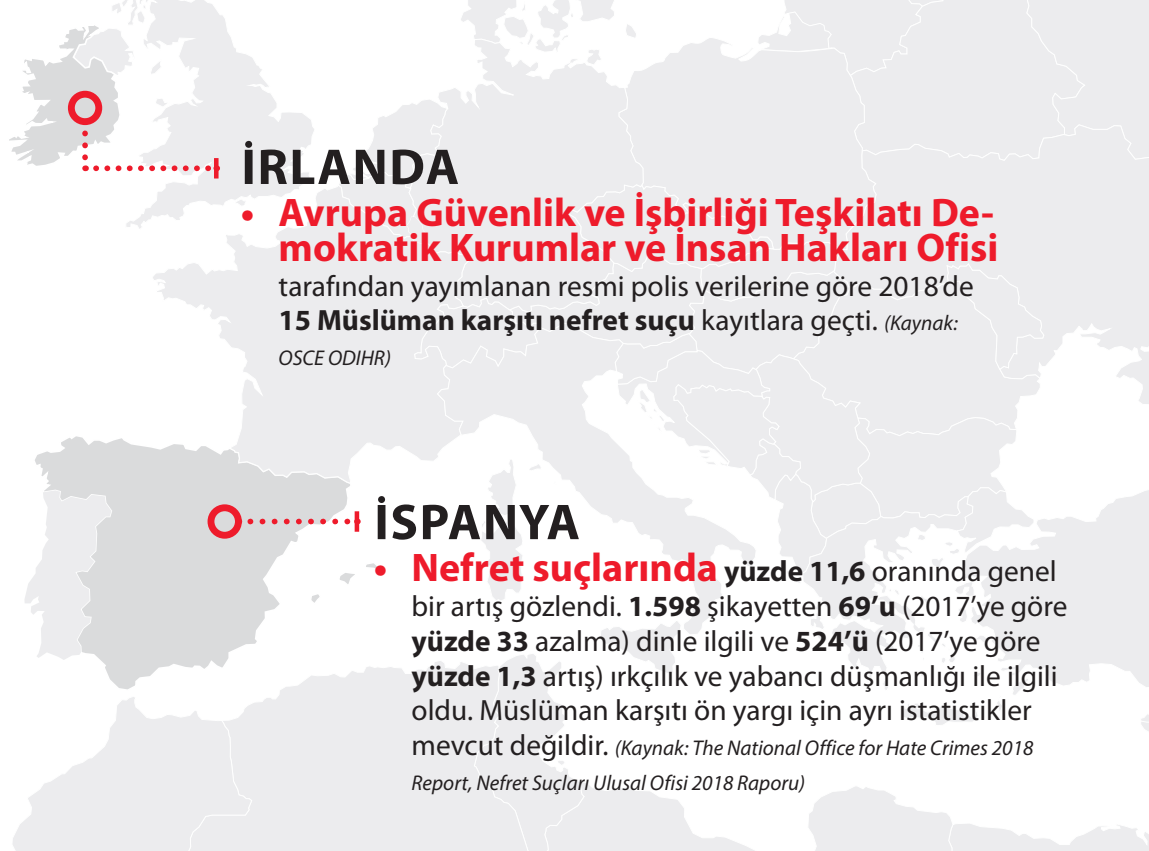 İRLANDA
• Avrupa Güvenlik ve İşbirliği Teşkilatı De-
mokratik Kurumlar ve İnsan Hakları Ofisi
tarafından yayımlanan resmi polis verilerine göre 2018’de
15 Müslüman karşıtı nefret suçu kayıtlara geçti. (Kaynak:
OSCE ODIHR)
İSPANYA
• Nefret suçlarında yüzde 11,6 oranında genel
bir artış gözlendi. 1.598 şikayetten 69’u (2017’ye göre
yüzde 33 azalma) dinle ilgili ve 524’ü (2017’ye göre
yüzde 1,3 artış) ırkçılık ve yabancı düşmanlığı ile ilgili
oldu. Müslüman karşıtı ön yargı için ayrı istatistikler
mevcut değildir. (Kaynak: The National Office for Hate Crimes 2018
Report, Nefret Suçları Ulusal Ofisi 2018 Raporu)